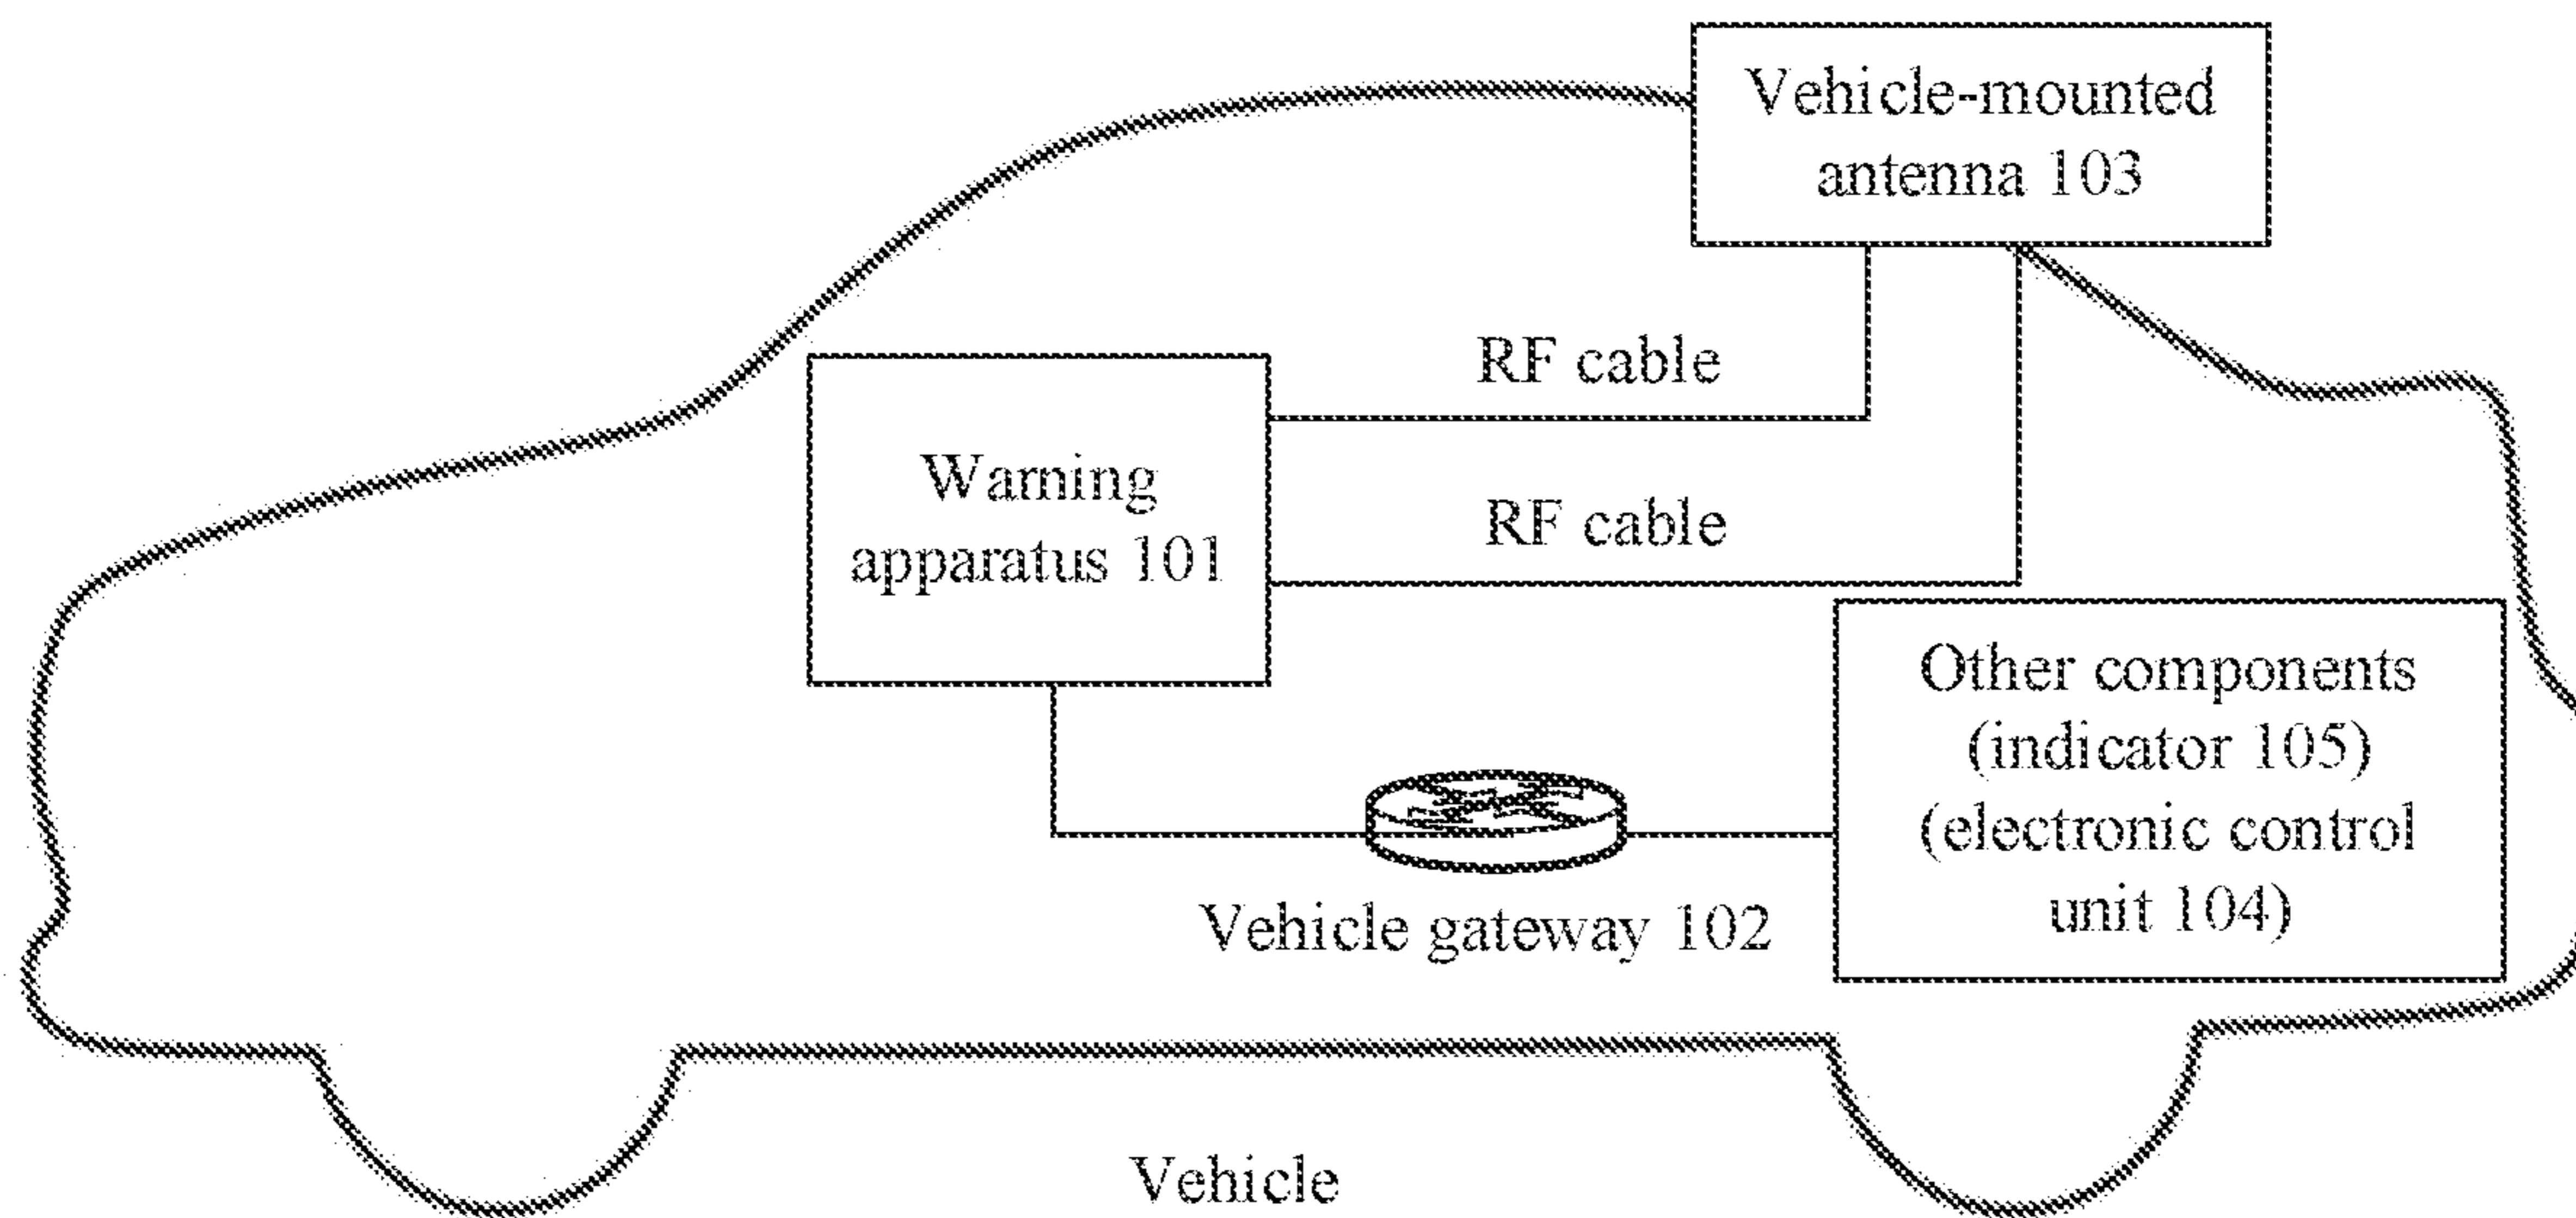 Vehicle-mounted
antenna 103
RF cable
Warning
apparatus 101
RF cable
Other components
(indicator 105)
(electronic control
unit 104)
Vehicle gateway 102
Vehicle